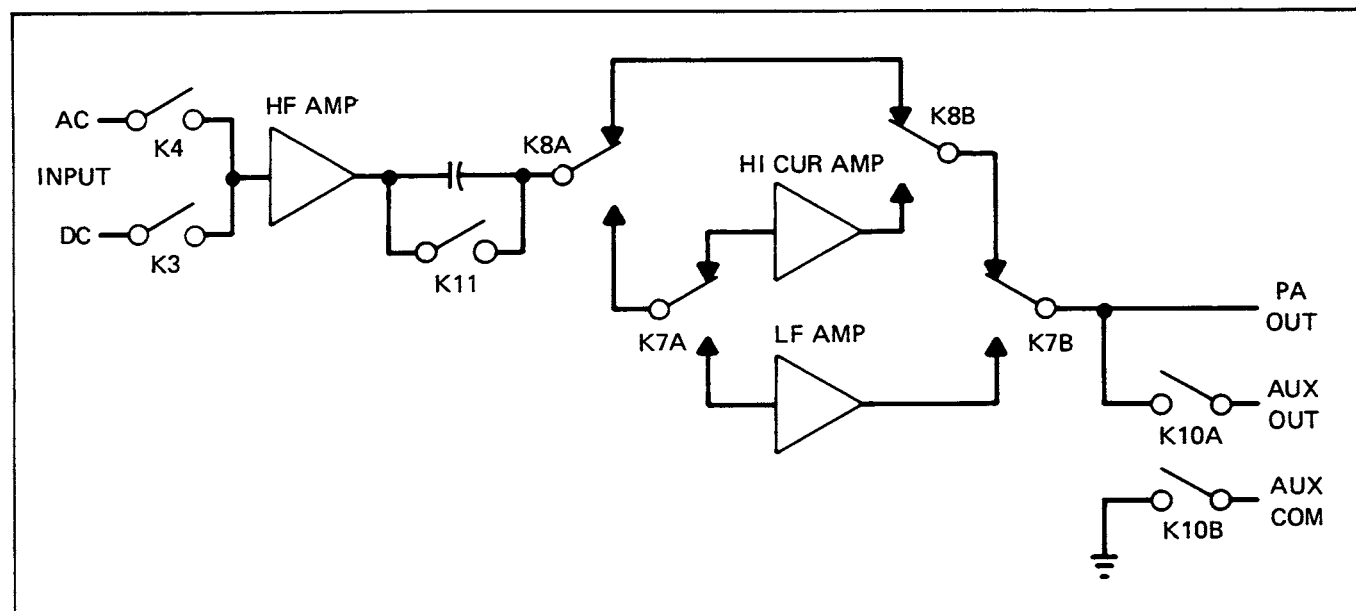 AC
K4
INPUT
DC
K3
HF AMP
K11
K8A
K8B
HI CUR AMP
K7A
LF AMP
K7B
PA
OUT
K10A
AUX
OUT
K10B
AUX
COM